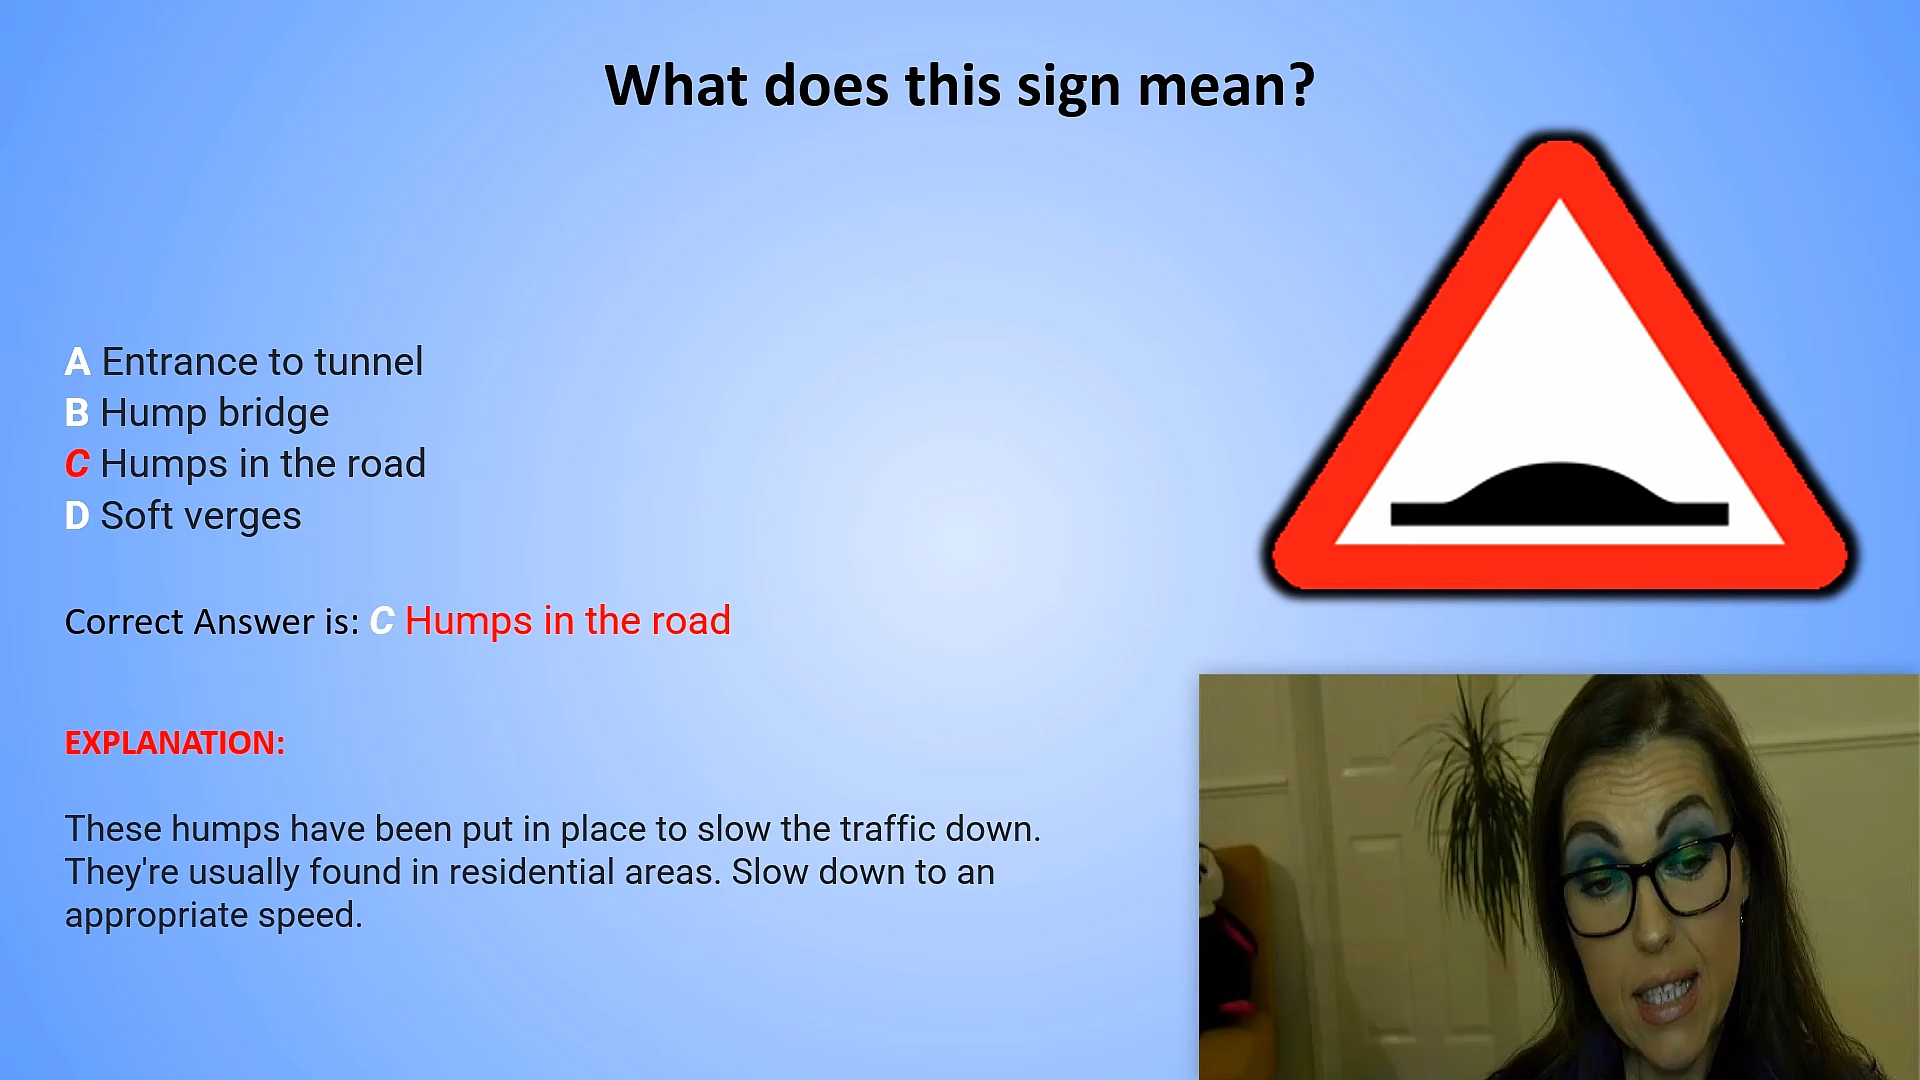 What does this sign mean?
A Entrance to tunnel
B Hump bridge
C Humps in the road
D Soft verges
Correct Answer is: C Humps in the road
EXPLANATION:
These humps have been put in place to slow the traffic down.
They're usually found in residential areas. Slow down to an
appropriate speed.